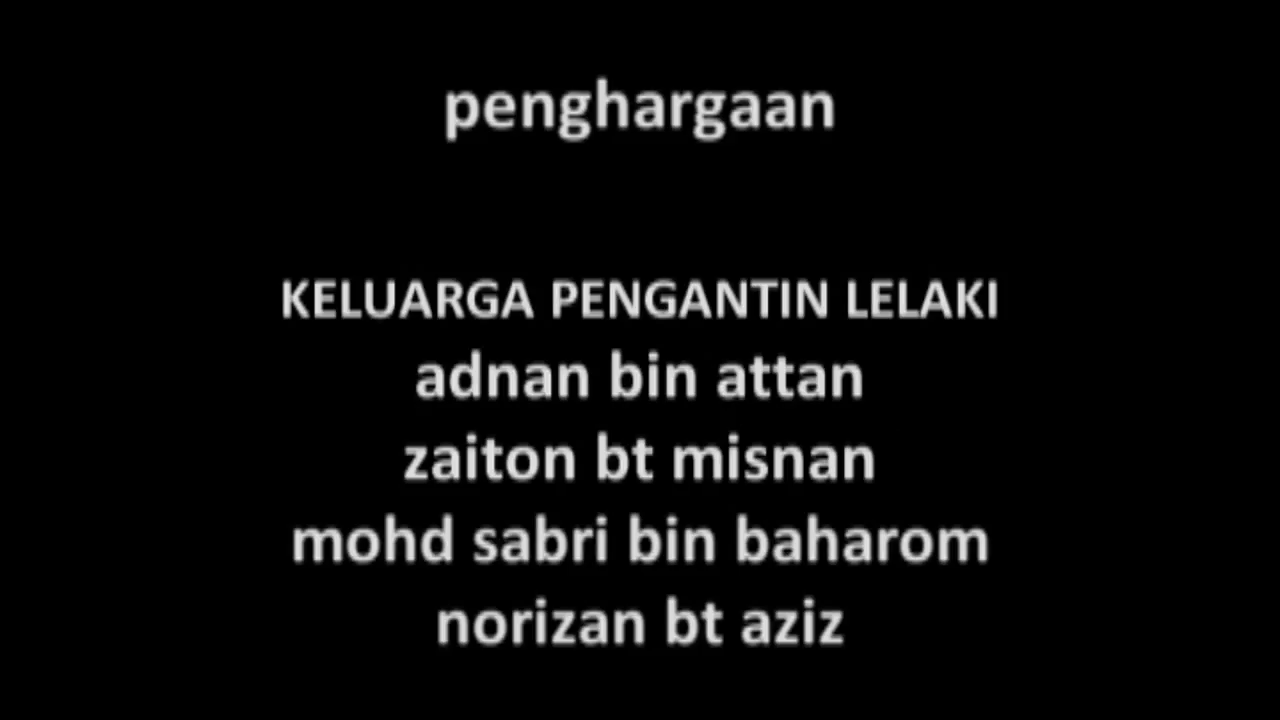 penghargaan
KELUARGA PENGANTIN LELAKI
adnan bin attan
zaiton bt misnan
mohd sabri bin baharom
norizan bt aziz